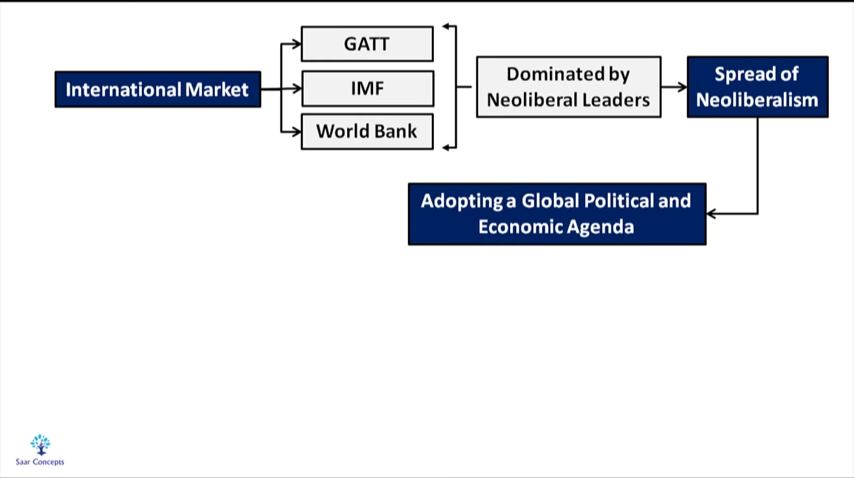 International Market
GATT
IMF
World Bank
Dominated by
Neoliberal Leaders
Spread of
Neoliberalism
Adopting a Global Political and
Economic Agenda
Saar Concepts